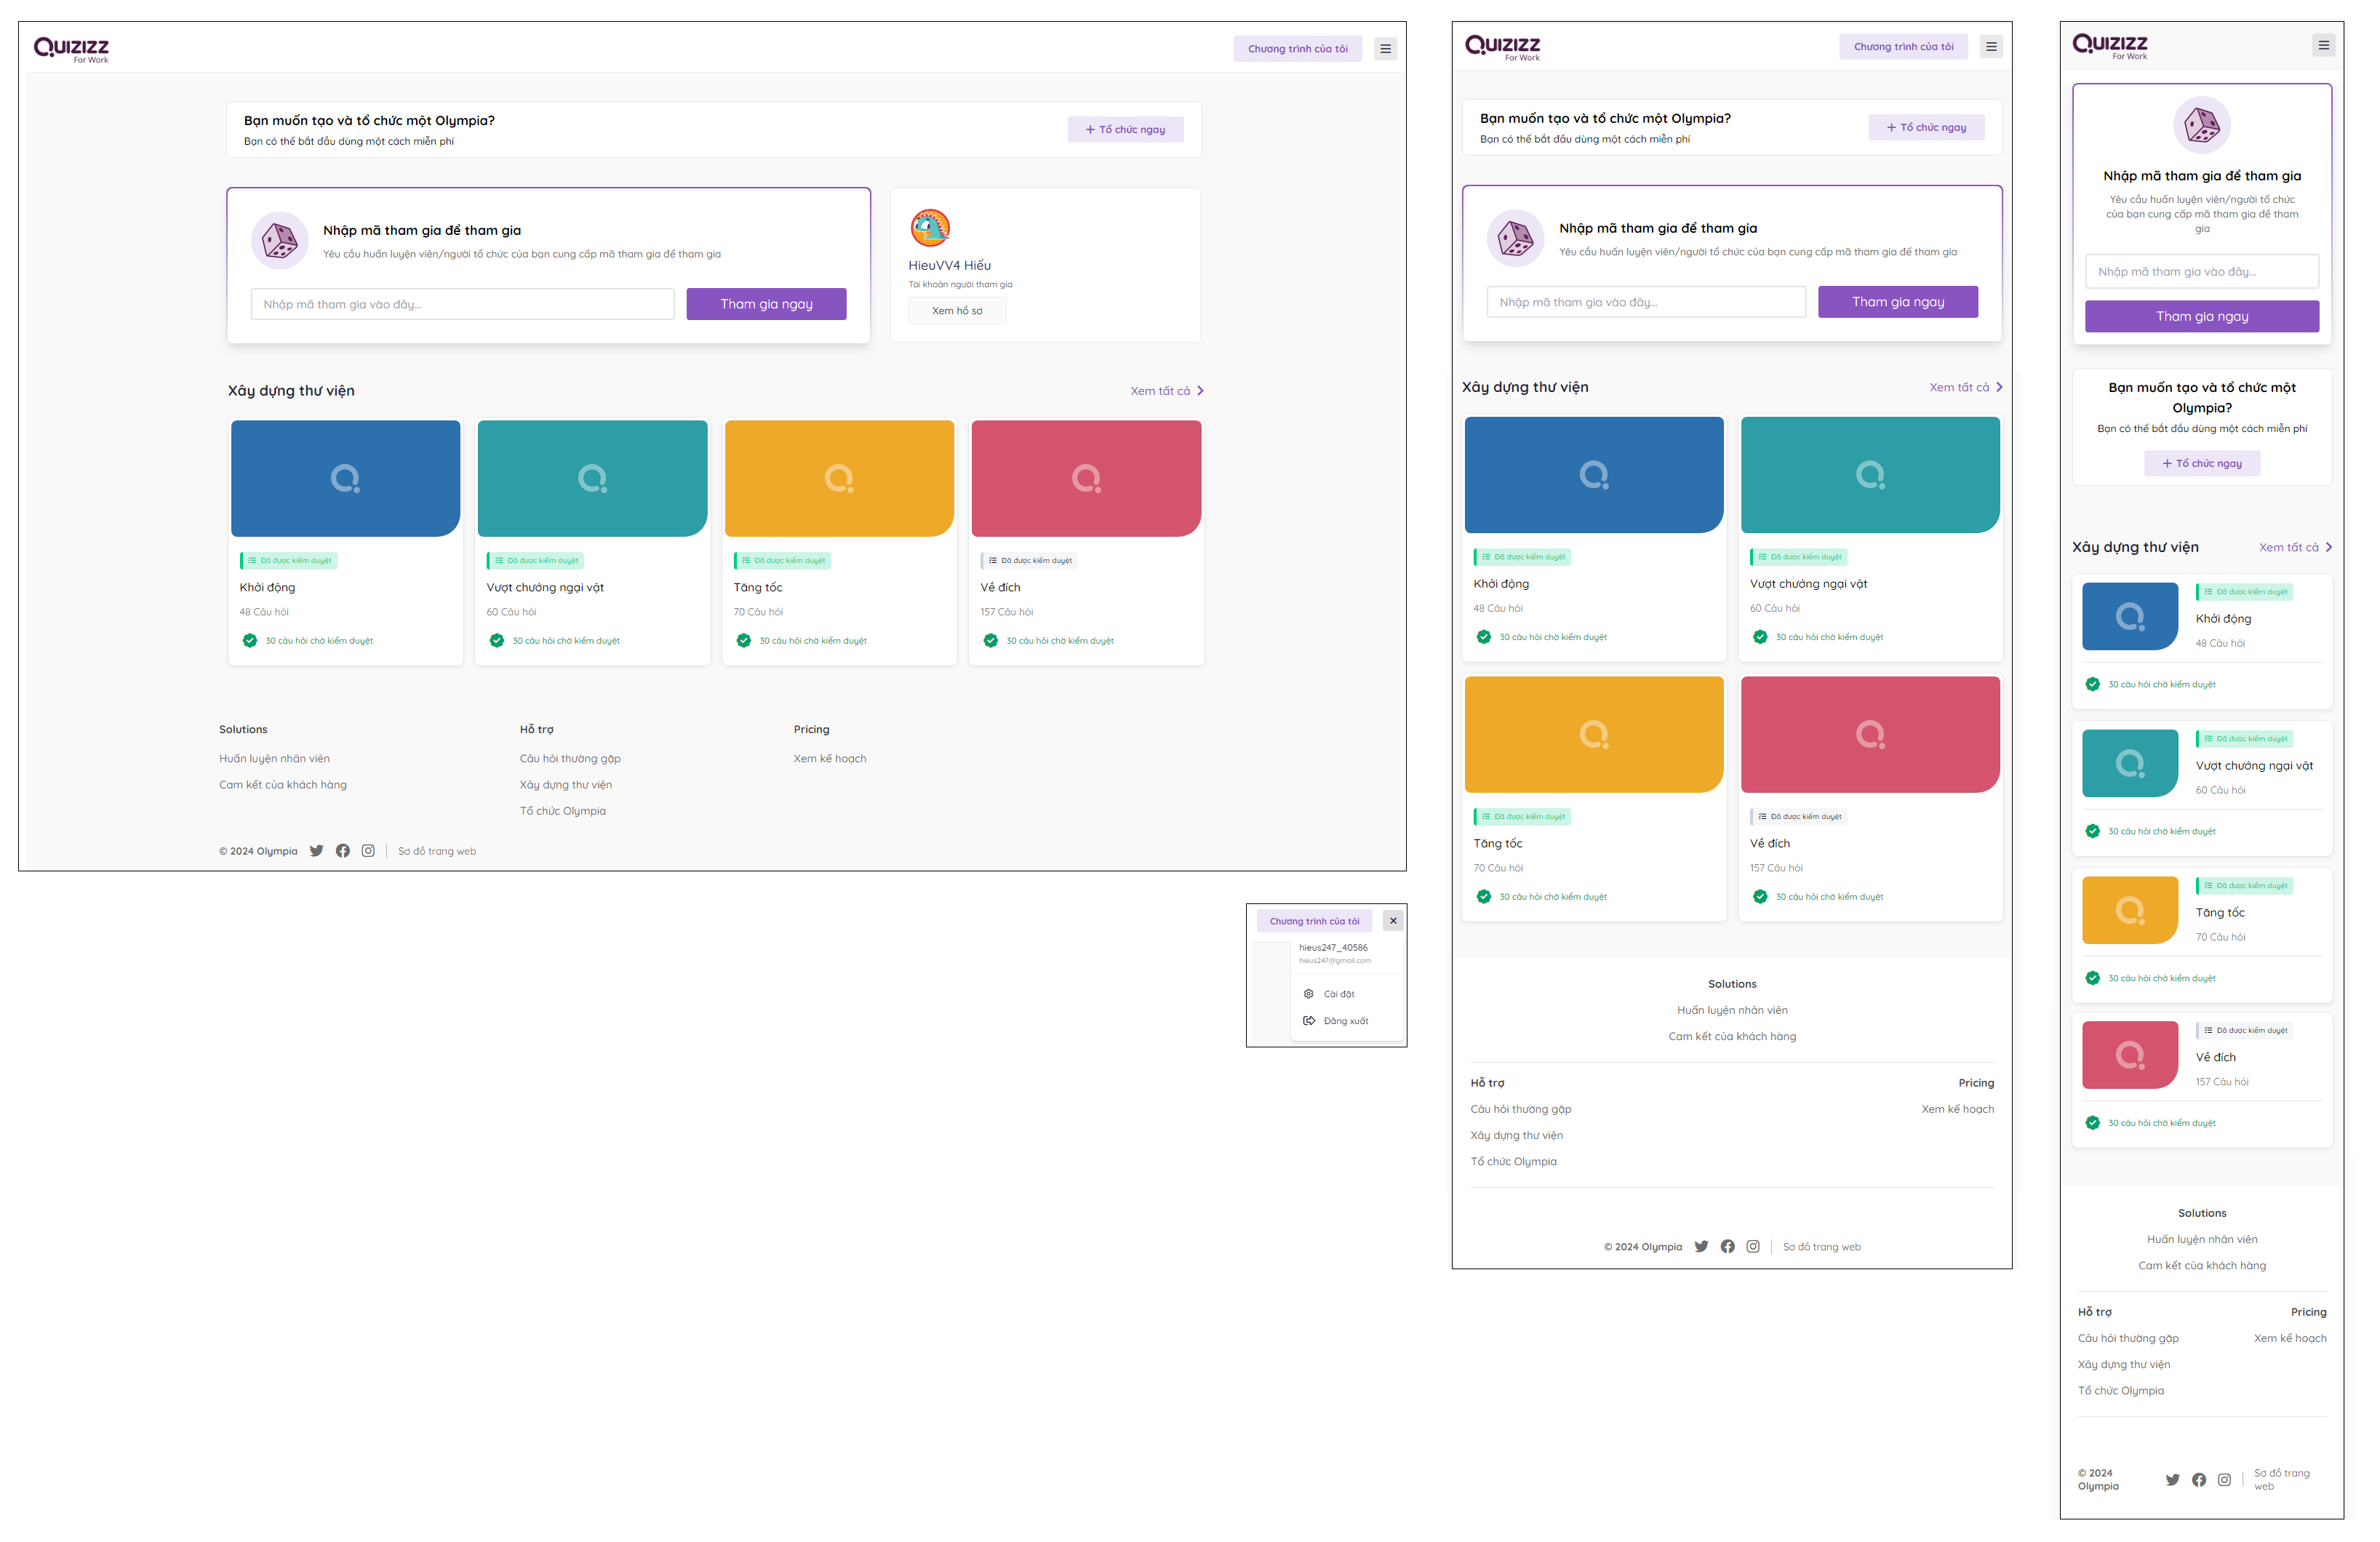 QUIZIZZ
For Work
Chương trình của tôi
Bạn muốn tạo và tổ chức một Olympia?
Bạn có thể bắt đầu dùng một cách miễn phí
+ Tổ chức ngay
Nhập mã tham gia để tham gia
Yêu cầu huấn luyện viên/người tổ chức của bạn cung cấp mã tham gia để tham gia
Nhập mã tham gia vào đây...
Tham gia ngay
HieuVV4 Hiếu
Tài khoản người tham gia
Xem hồ sơ
Xây dựng thư viện
Xem tất cả
Đã được kiểm duyệt
Khởi động
48 Câu hỏi
30 câu hỏi chờ kiểm duyệt
Đã được kiểm duyệt
Vượt chướng ngại vật
60 Câu hỏi
30 câu hỏi chờ kiểm duyệt
Đã được kiểm duyệt
Tăng tốc
70 Câu hỏi
30 câu hỏi chờ kiểm duyệt
Đã được kiểm duyệt
Về đích
157 Câu hỏi
30 câu hỏi chờ kiểm duyệt
Solutions
Huấn luyện nhân viên
Cam kết của khách hàng
Hỗ trợ
Câu hỏi thường gặp
Xây dựng thư viện
Tổ chức Olympia
Pricing
Xem kế hoạch
© 2024 Olympia
Sơ đồ trang web
Chương trình của tôi
hieus247_40586
hieus247@gmail.com
Cài đặt
Đăng xuất
QUIZIZZ
For Work
Chương trình của tôi
Bạn muốn tạo và tổ chức một Olympia?
Bạn có thể bắt đầu dùng một cách miễn phí
+ Tổ chức ngay
Nhập mã tham gia để tham gia
Yêu cầu huấn luyện viên/người tổ chức của bạn cung cấp mã tham gia để tham gia
Nhập mã tham gia vào đây...
Tham gia ngay
Xây dựng thư viện
Xem tất cả
Đã được kiểm duyệt
Khởi động
48 Câu hỏi
30 câu hỏi chờ kiểm duyệt
Đã được kiểm duyệt
Vượt chướng ngại vật
60 Câu hỏi
30 câu hỏi chờ kiểm duyệt
Đã được kiểm duyệt
Tăng tốc
70 Câu hỏi
30 câu hỏi chờ kiểm duyệt
Đã được kiểm duyệt
Về đích
157 Câu hỏi
30 câu hỏi chờ kiểm duyệt
Solutions
Huấn luyện nhân viên
Cam kết của khách hàng
Hỗ trợ
Câu hỏi thường gặp
Xây dựng thư viện
Tổ chức Olympia
Pricing
Xem kế hoạch
© 2024 Olympia
Sơ đồ trang web
QUIZIZZ
For Work
Nhập mã tham gia để tham gia
Yêu cầu huấn luyện viên/người tổ chức
của bạn cung cấp mã tham gia để tham
gia
Nhập mã tham gia vào đây...
Tham gia ngay
Bạn muốn tạo và tổ chức một
Olympia?
Bạn có thể bắt đầu dùng một cách miễn phí
+ Tổ chức ngay
Xây dựng thư viện
Xem tất cả
Đã được kiểm duyệt
Khởi động
48 Câu hỏi
30 câu hỏi chờ kiểm duyệt
Đã được kiểm duyệt
Vượt chướng ngại vật
60 Câu hỏi
30 câu hỏi chờ kiểm duyệt
Đã được kiểm duyệt
Tăng tốc
70 Câu hỏi
30 câu hỏi chờ kiểm duyệt
Đã được kiểm duyệt
Về đích
157 Câu hỏi
30 câu hỏi chờ kiểm duyệt
Solutions
Huấn luyện nhân viên
Cam kết của khách hàng
Hỗ trợ
Câu hỏi thường gặp
Xây dựng thư viện
Tổ chức Olympia
Pricing
Xem kế hoạch
© 2024
Olympia
Sơ đồ trang
web